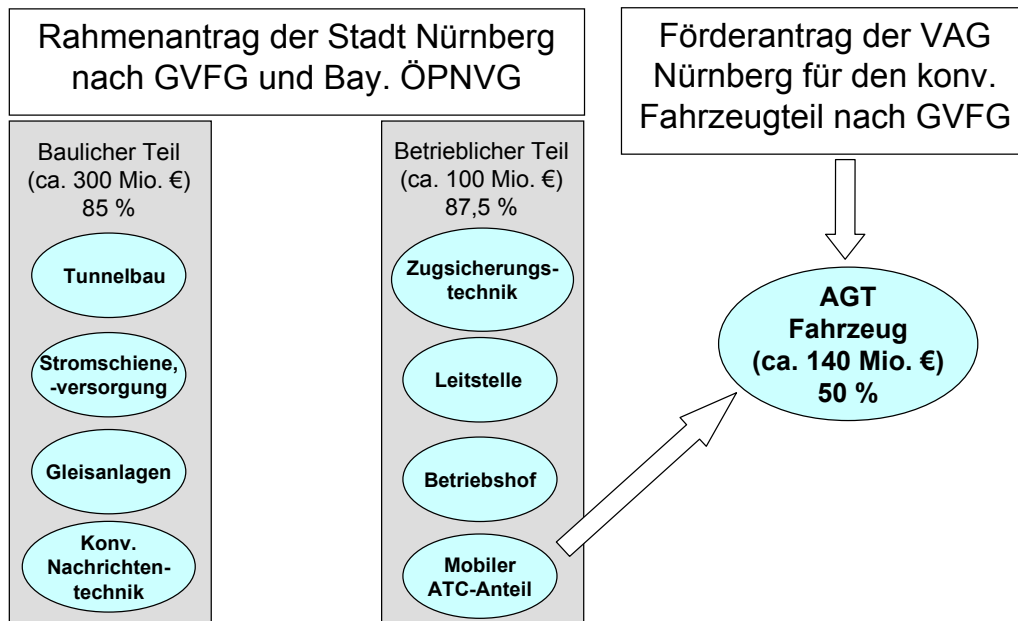 Rahmenantrag der Stadt Nürnberg
nach GVFG und Bay. ÖPNVG
Baulicher Teil
(ca. 300 Mio. €)
85 %
Tunnelbau
Stromschiene,
-versorgung
Gleisanlagen
Konv.
Nachrichten-
technik
Betrieblicher Teil
(ca. 100 Mio. €)
87,5 %
Zugsicherungs-
technik
Leitstelle
Betriebshof
Mobiler
ATC-Anteil
Förderantrag der VAG
Nürnberg für den konv.
Fahrzeugteil nach GVFG
AGT
Fahrzeug
(ca. 140 Mio. €)
50 %